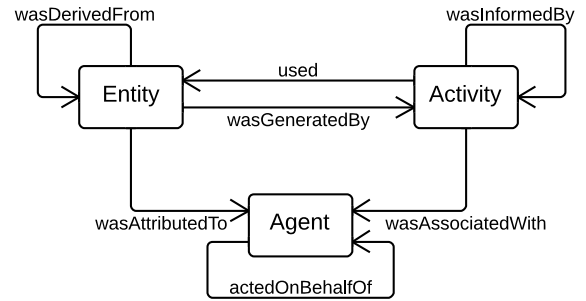 wasDerivedFrom
wasInformedBy
used
Entity
Activity
wasGeneratedBy
Agent
wasAttributedTo
wasAssociatedWith
actedOnBehalfOf